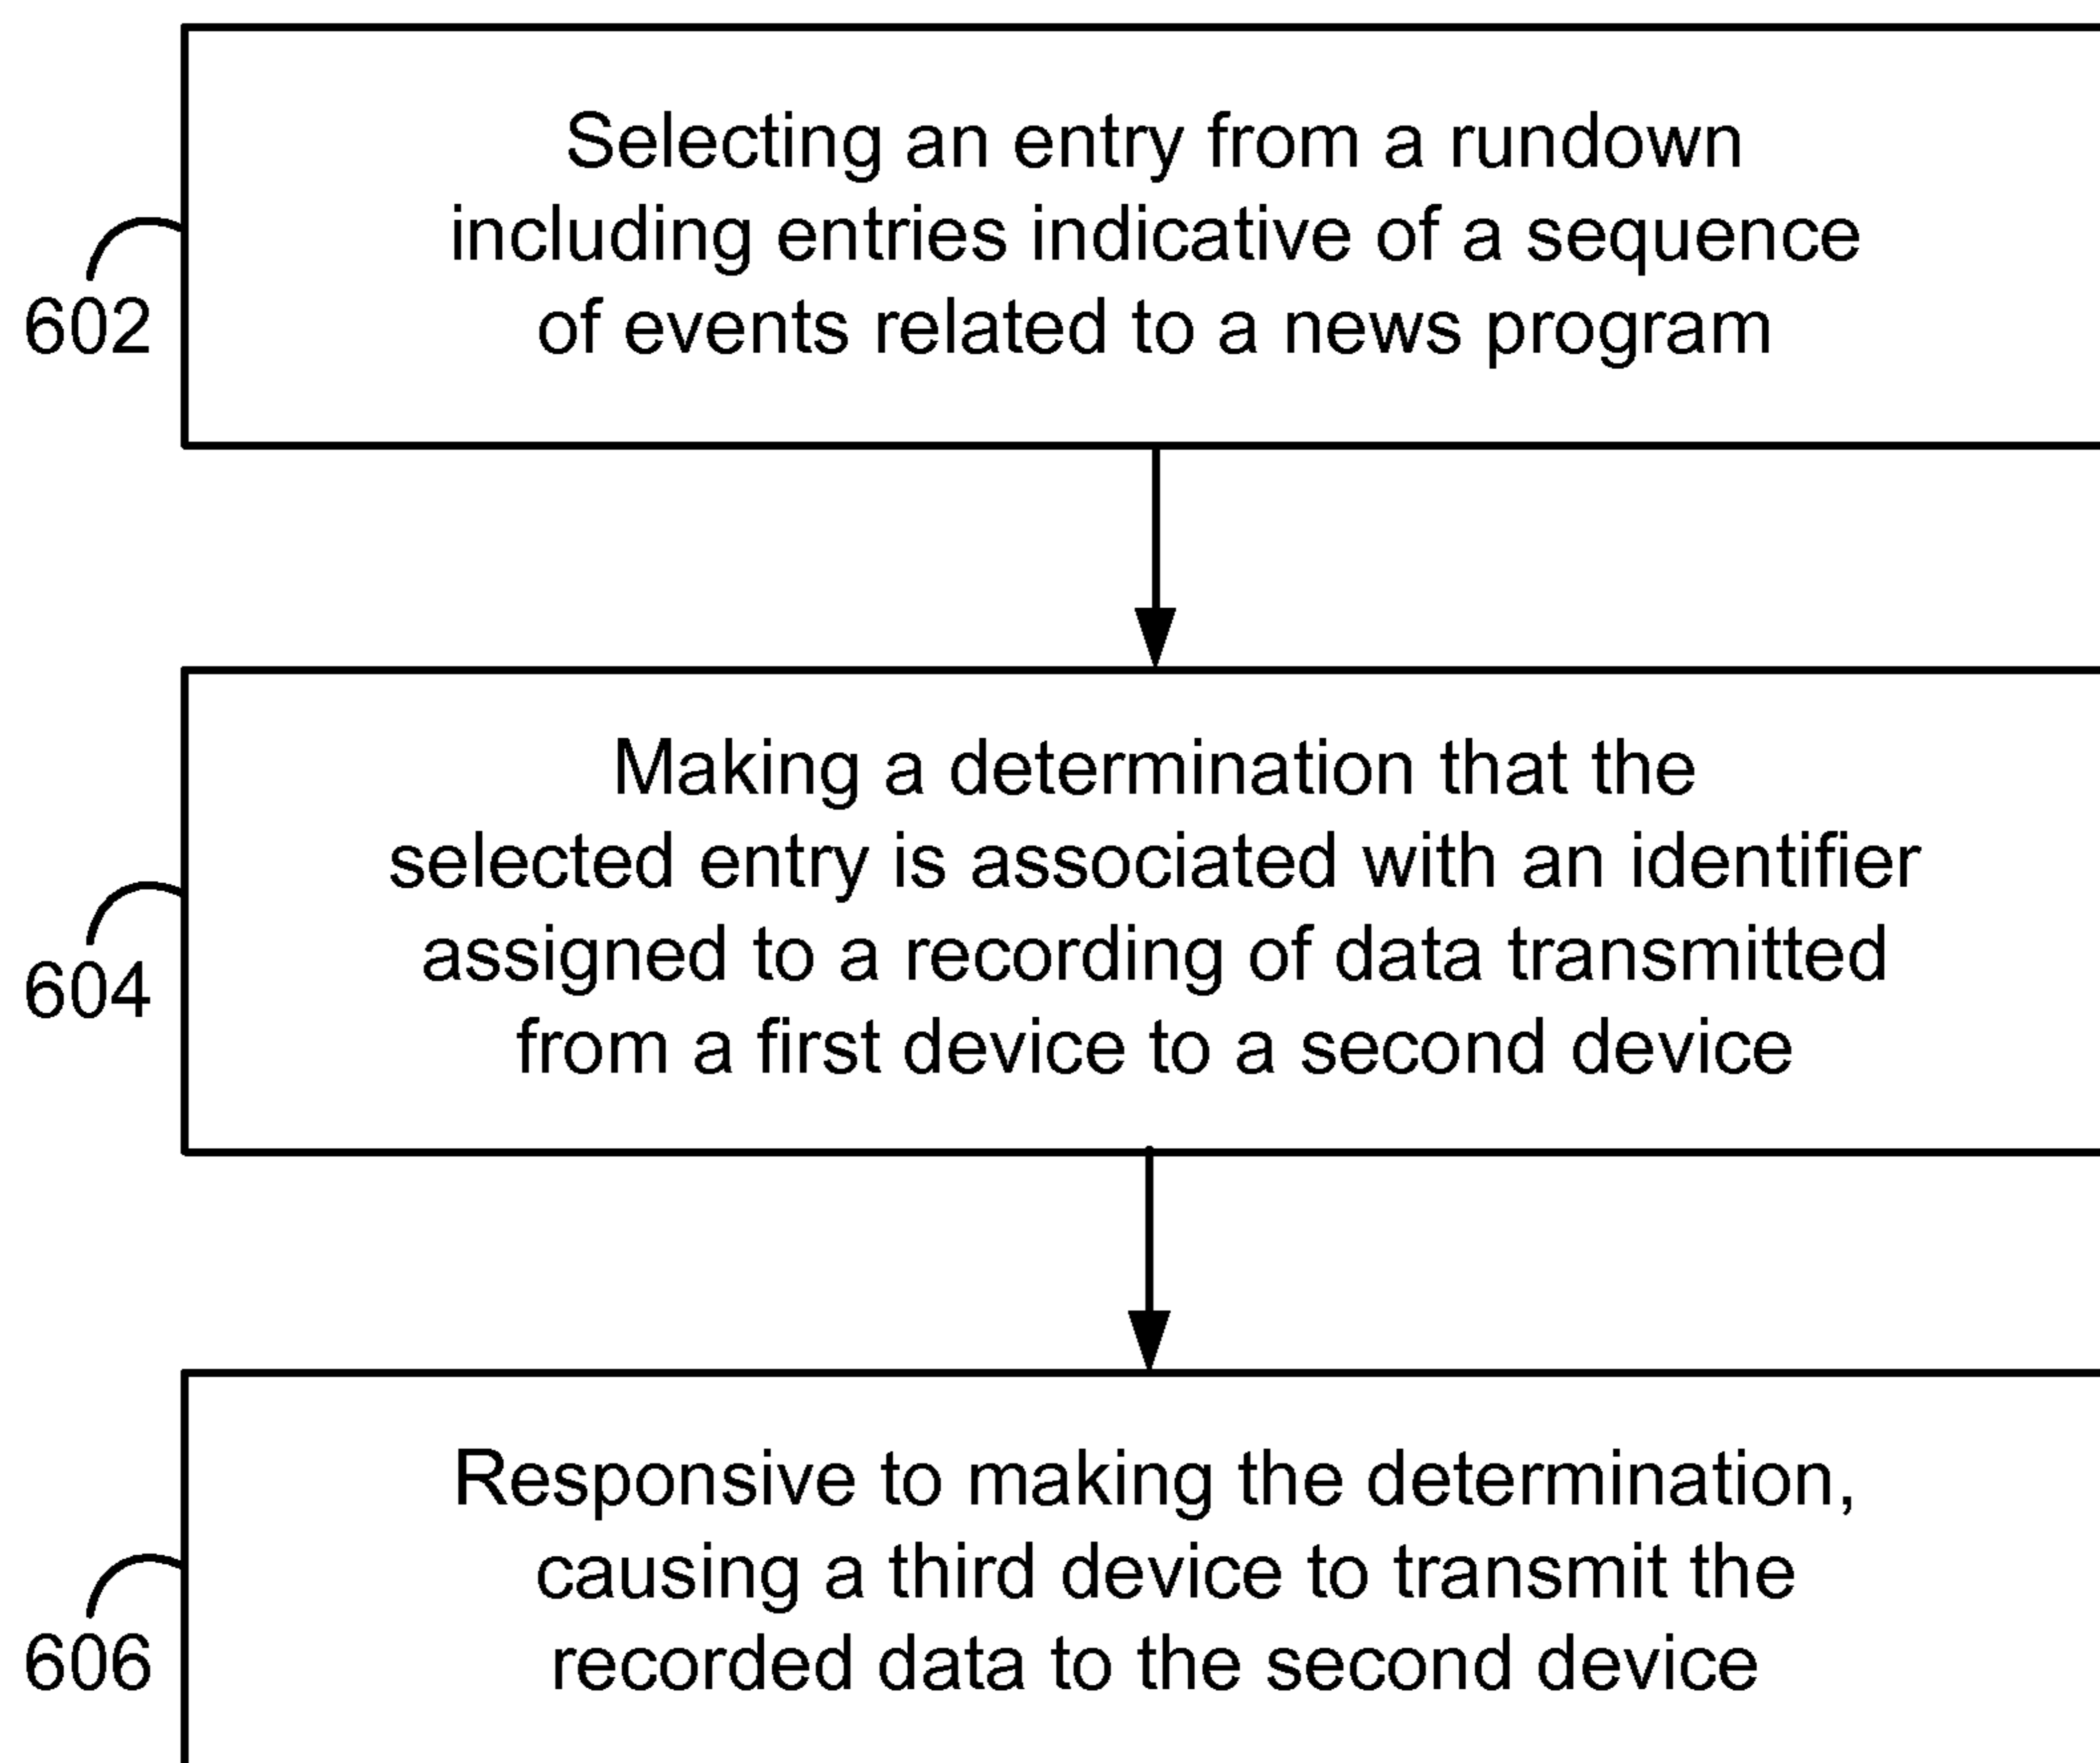 Selecting an entry from a rundown
including entries indicative of a sequence
of events related to a news program
602
Making a determination that the
selected entry is associated with an identifier
assigned to a recording of data transmitted
from a first device to a second device
604
Responsive to making the determination,
causing a third device to transmit the
recorded data to the second device
606